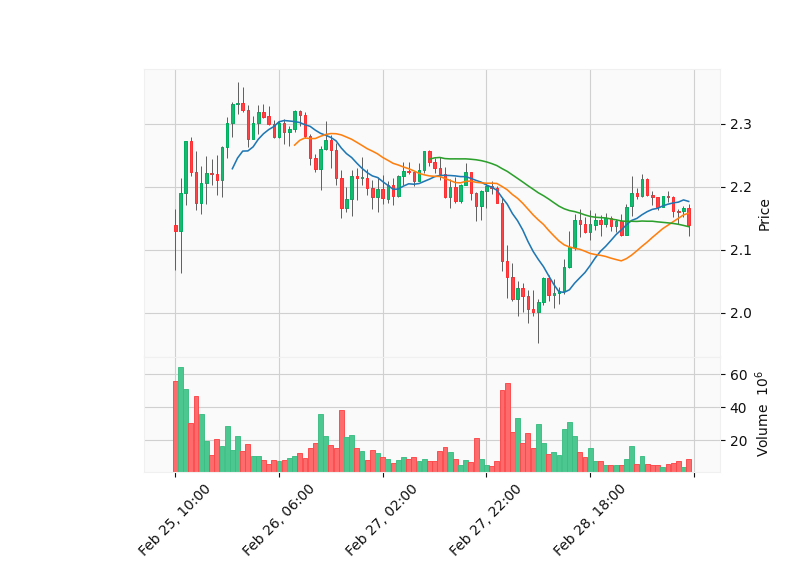 2.3
2.2
2.1
2.0
Price
60
40
20
Volume 10⁶
Feb 25, 10:00
Feb 26, 06:00
Feb 27, 02:00
Feb 27, 22:00
Feb 28, 18:00